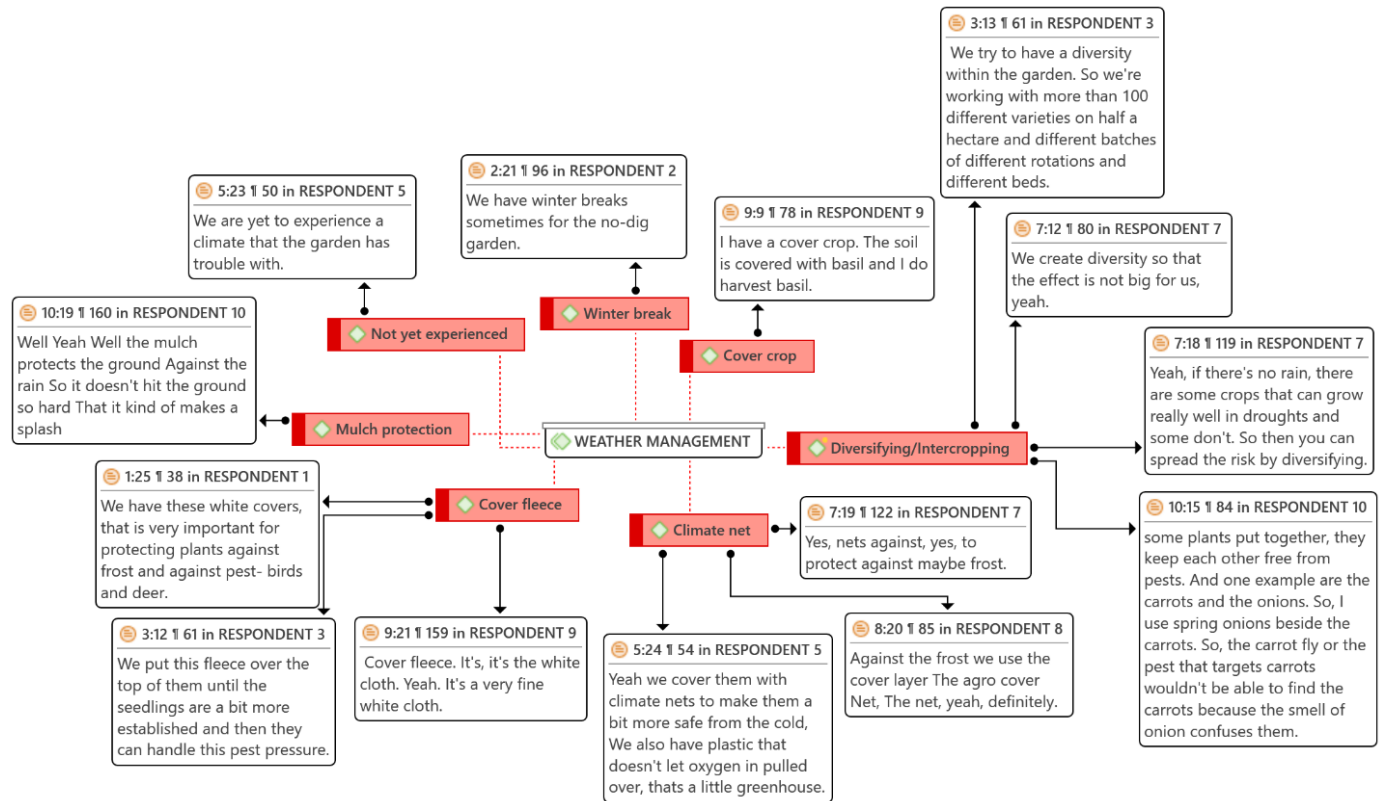 3:13 ¶ 61 in RESPONDENT 3
We try to have a diversity
within the garden. So we're
working with more than 100
different varieties on half a
hectare and different batches
of different rotations and
different beds.
5:23 ¶ 50 in RESPONDENT 5
We are yet to experience a
climate that the garden has
trouble with.
2:21 ¶ 96 in RESPONDENT 2
We have winter breaks
sometimes for the no-dig
garden.
9:9 ¶ 78 in RESPONDENT 9
I have a cover crop. The soil
is covered with basil and I do
harvest basil.
7:12 ¶ 80 in RESPONDENT 7
We create diversity so that
the effect is not big for us,
yeah.
10:19 ¶ 160 in RESPONDENT 10
Well Yeah Well the mulch
protects the ground Against the
rain So it doesn't hit the ground
so hard That it kind of makes a
splash
Not yet experienced
Winter break
Cover crop
7:18 ¶ 119 in RESPONDENT 7
Yeah, if there's no rain, there
are some crops that can grow
really well in droughts and
some don't. So then you can
spread the risk by diversifying.
Mulch protection
WEATHER MANAGEMENT
Diversifying/Intercropping
1:25 ¶ 38 in RESPONDENT 1
We have these white covers,
that is very important for
protecting plants against
frost and against pest- birds
and deer.
Cover fleece
Climate net
7:19 ¶ 122 in RESPONDENT 7
Yes, nets against, yes, to
protect against maybe frost.
10:15 ¶ 84 in RESPONDENT 10
some plants put together, they
keep each other free from
pests. And one example are the
carrots and the onions. So, I
use spring onions beside the
carrots. So, the carrot fly or the
pest that targets carrots
wouldn't be able to find the
carrots because the smell of
onion confuses them.
3:12 ¶ 61 in RESPONDENT 3
We put this fleece over the
top of them until the
seedlings are a bit more
established and then they
can handle this pest pressure.
9:21 ¶ 159 in RESPONDENT 9
Cover fleece. It's, it's the white
cloth. Yeah. It's a very fine
white cloth.
5:24 ¶ 54 in RESPONDENT 5
Yeah we cover them with
climate nets to make them a
bit more safe from the cold,
We also have plastic that
doesn't let oxygen in pulled
over, thats a little greenhouse.
8:20 ¶ 85 in RESPONDENT 8
Against the frost we use the
cover layer The agro cover
Net, The net, yeah, definitely.